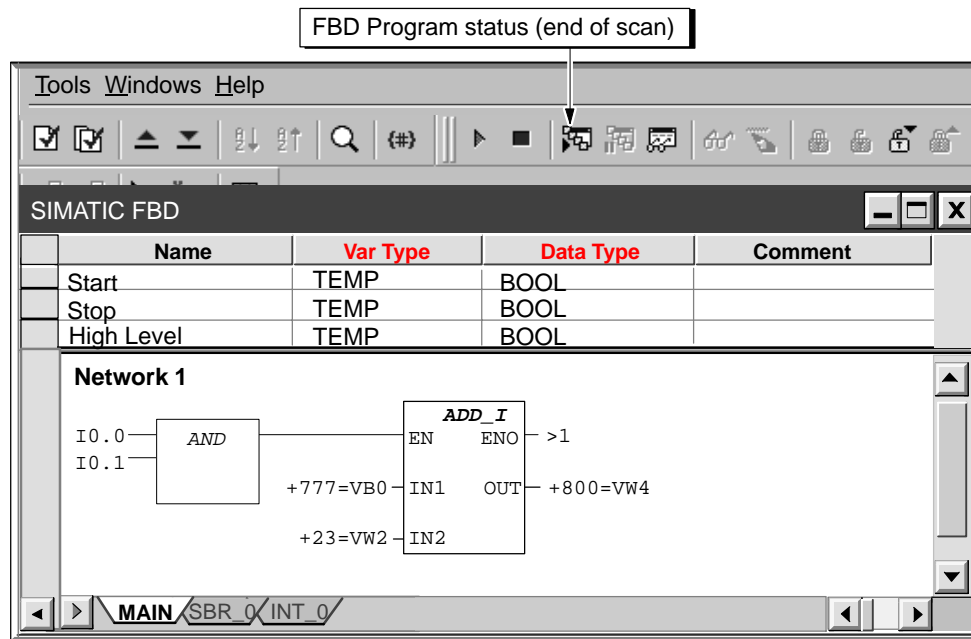 FBD Program status (end of scan)
Tools Windows Help
SIMATIC FBD
Name Var Type Data Type Comment
Start TEMP BOOL
Stop TEMP BOOL
High Level TEMP BOOL
Network 1
I0.0 AND ADD_I
EN ENO >1
I0.1
+777=VB0 IN1 OUT +800=VW4
+23=VW2 IN2
MAIN SBR_0 INT_0